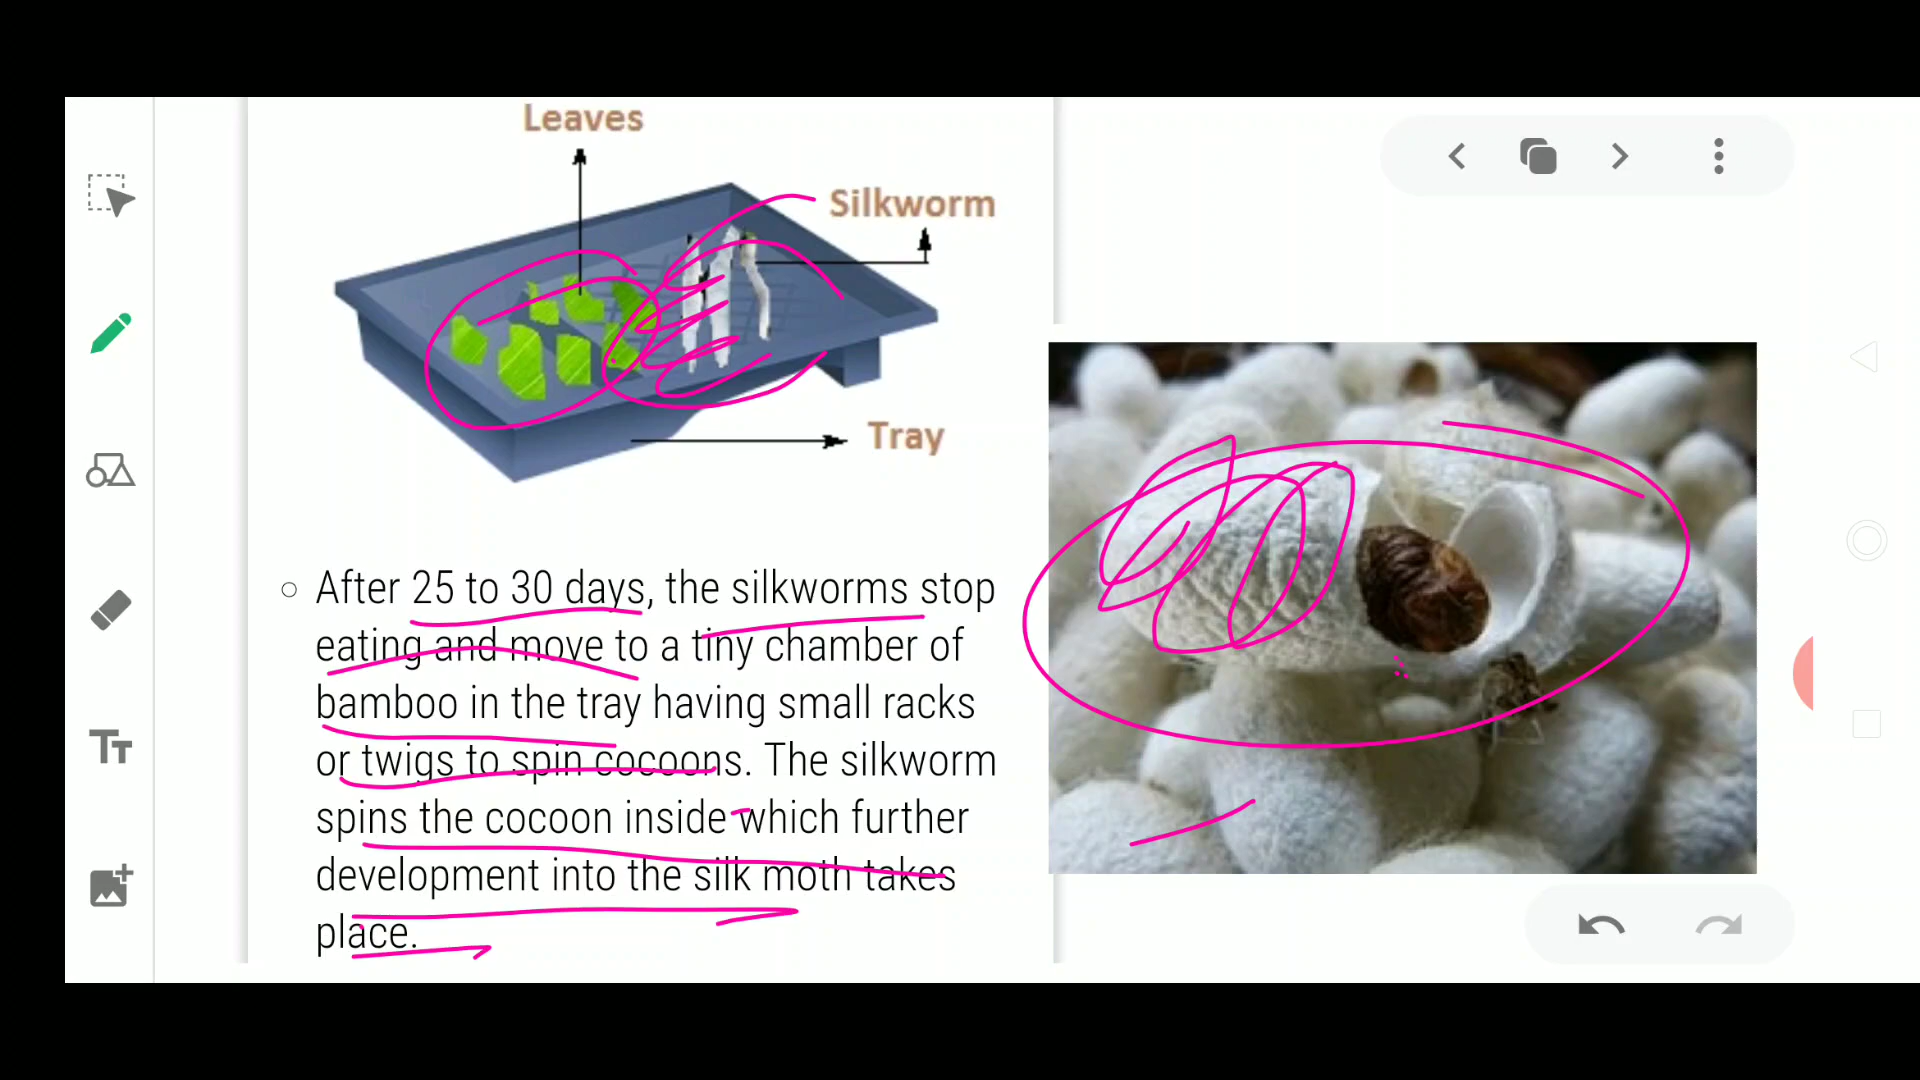 Leaves
Silkworm
Tray
After 25 to 30 days, the silkworms stop
eating and move to a tiny chamber of
bamboo in the tray having small racks
or twigs to spin cocoons. The silkworm
spins the cocoon inside which further
development into the silk moth takes
place.
TT